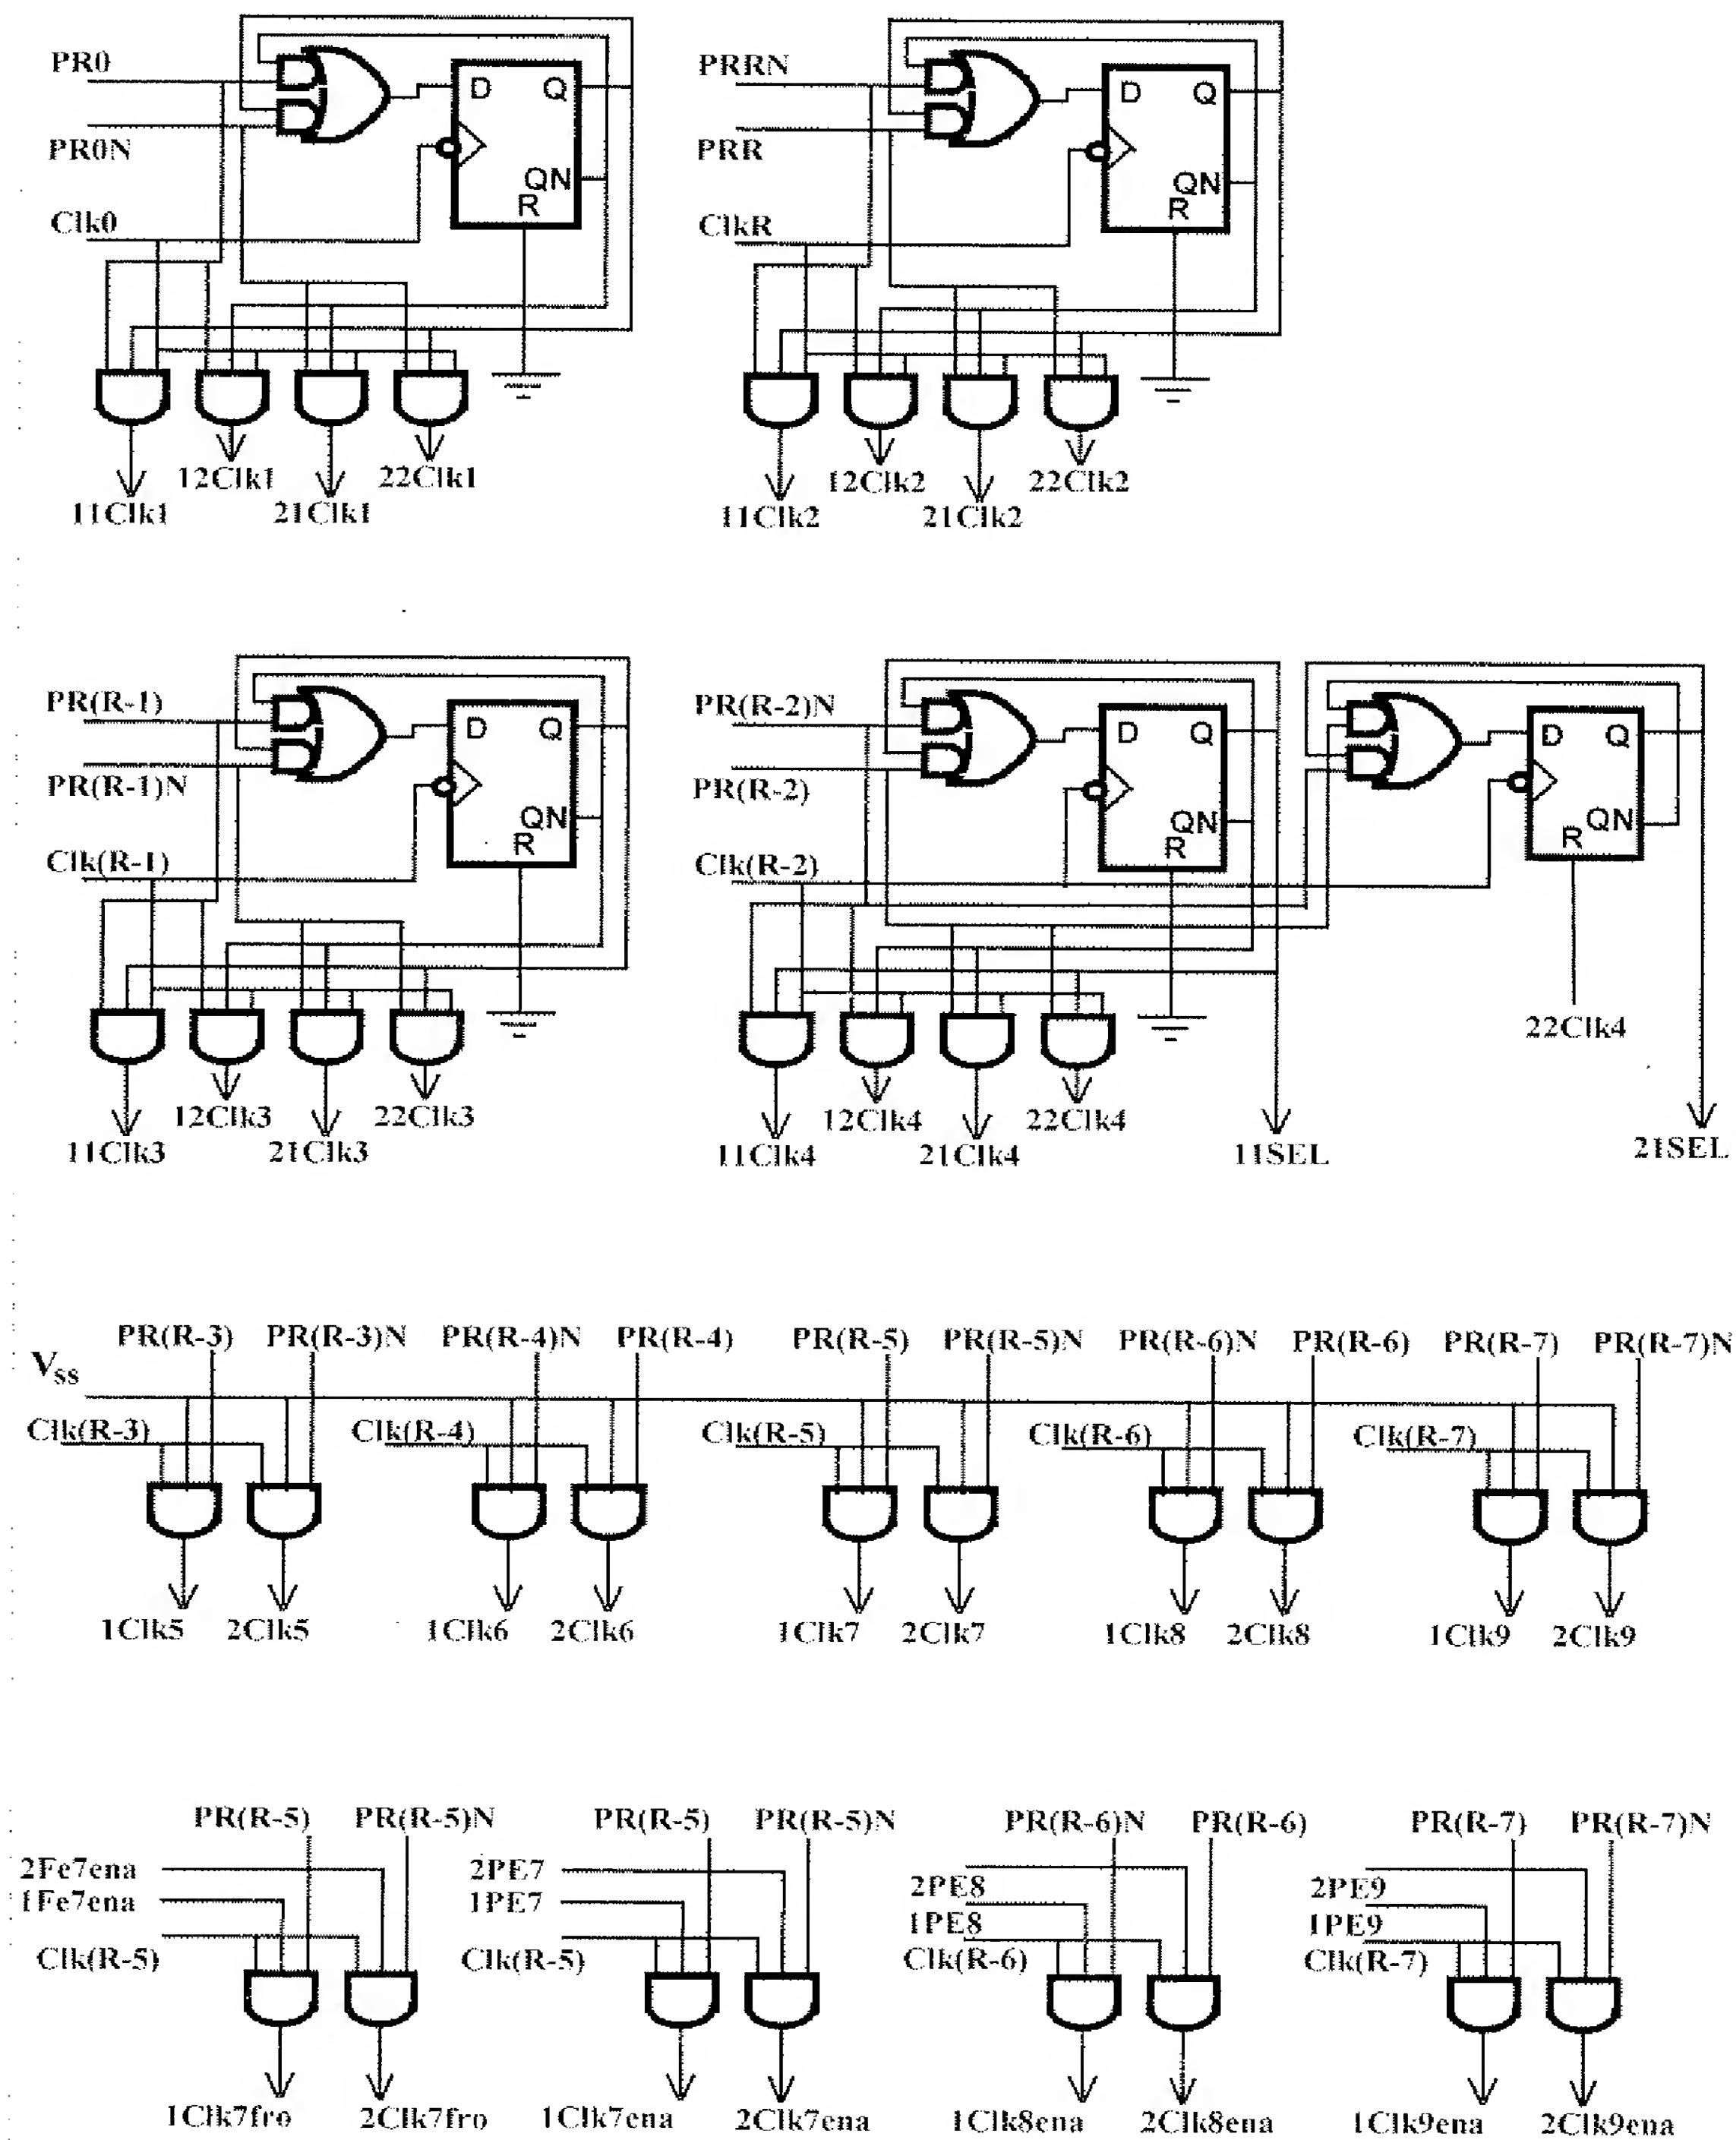 PR0
PR0N
Clk0
D Q
QN
R
11Clk1
12Clk1
21Clk1
22Clk1
PRRN
PRR
ClkR
D Q
QN
R
11Clk2
12Clk2
21Clk2
22Clk2
PR(R-1)
PR(R-1)N
Clk(R-1)
D Q
QN
R
11Clk3
12Clk3
21Clk3
22Clk3
PR(R-2)N
PR(R-2)
Clk(R-2)
D Q
QN
R
D Q
QN
R
22Clk4
11Clk4
12Clk4
21Clk4
22Clk4
11SEL
21SEL
PR(R-3) PR(R-3)N PR(R-4)N PR(R-4) PR(R-5) PR(R-5)N PR(R-6)N PR(R-6) PR(R-7) PR(R-7)N
Vss
Clk(R-3) Clk(R-4) Clk(R-5) Clk(R-6) Clk(R-7)
1Clk5 2Clk5 1Clk6 2Clk6 1Clk7 2Clk7 1Clk8 2Clk8 1Clk9 2Clk9
PR(R-5) PR(R-5)N PR(R-5) PR(R-5)N PR(R-6)N PR(R-6) PR(R-7) PR(R-7)N
2Fe7ena 2PE7 2PE8 2PE9
1Fe7ena 1PE7 1PE8 1PE9
Clk(R-5) Clk(R-5) Clk(R-6) Clk(R-7)
1Clk7fro 2Clk7fro 1Clk7ena 2Clk7ena 1Clk8ena 2Clk8ena 1Clk9ena 2Clk9ena